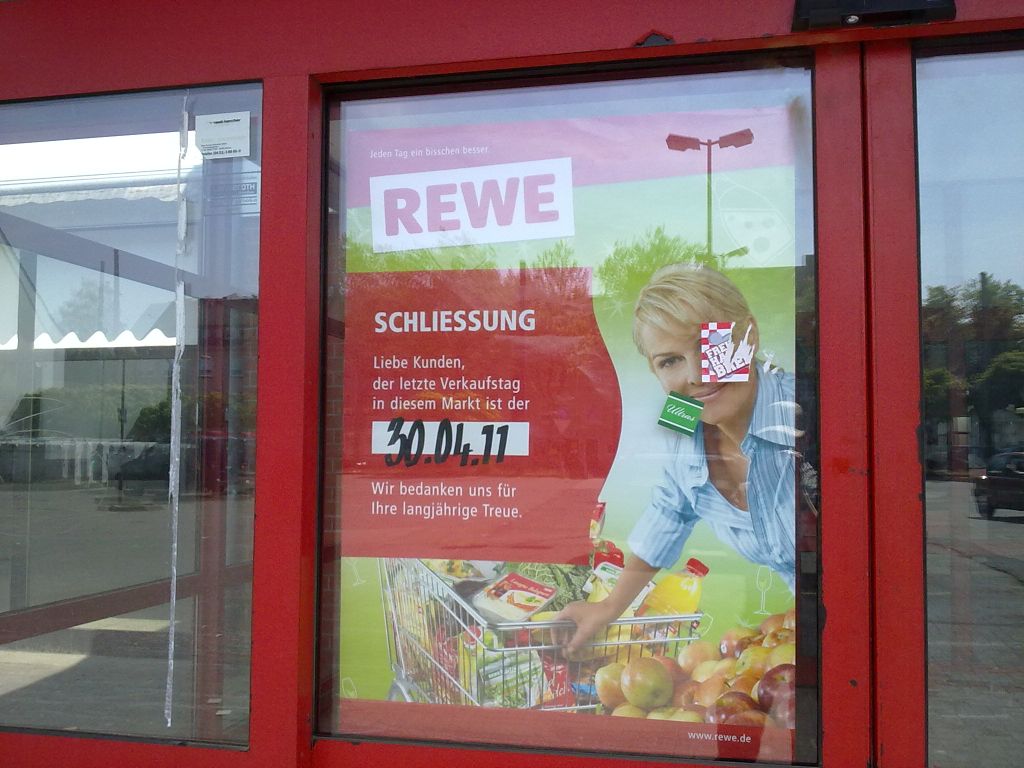 Jeden Tag ein bisschen besser.
REWE
SCHLIESSUNG
Liebe Kunden,
der letzte Verkaufstag
in diesem Markt ist der
30.04.11
Wir bedanken uns für
Ihre langjährige Treue.
Ultras
www.rewe.de